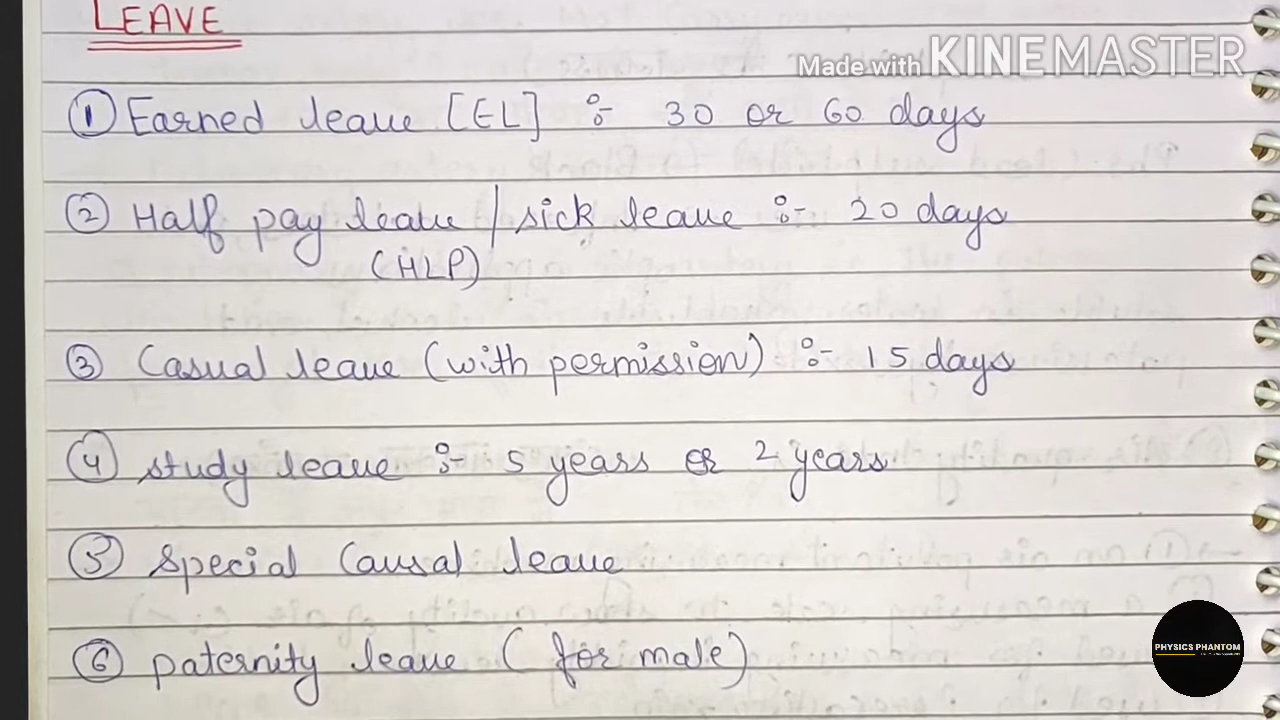 LEAVE
Made with KINEMASTER
① Earned leave [EL] :- 30 or 60 days
② Half pay leave / sick leave :- 20 days
(HLP)
③ Casual leave (with permission) :- 15 days
④ study leave :- 5 years or 2 years
⑤ Special Causal leave
⑥ paternity leave ( for male)
PHYSICS PHANTOM